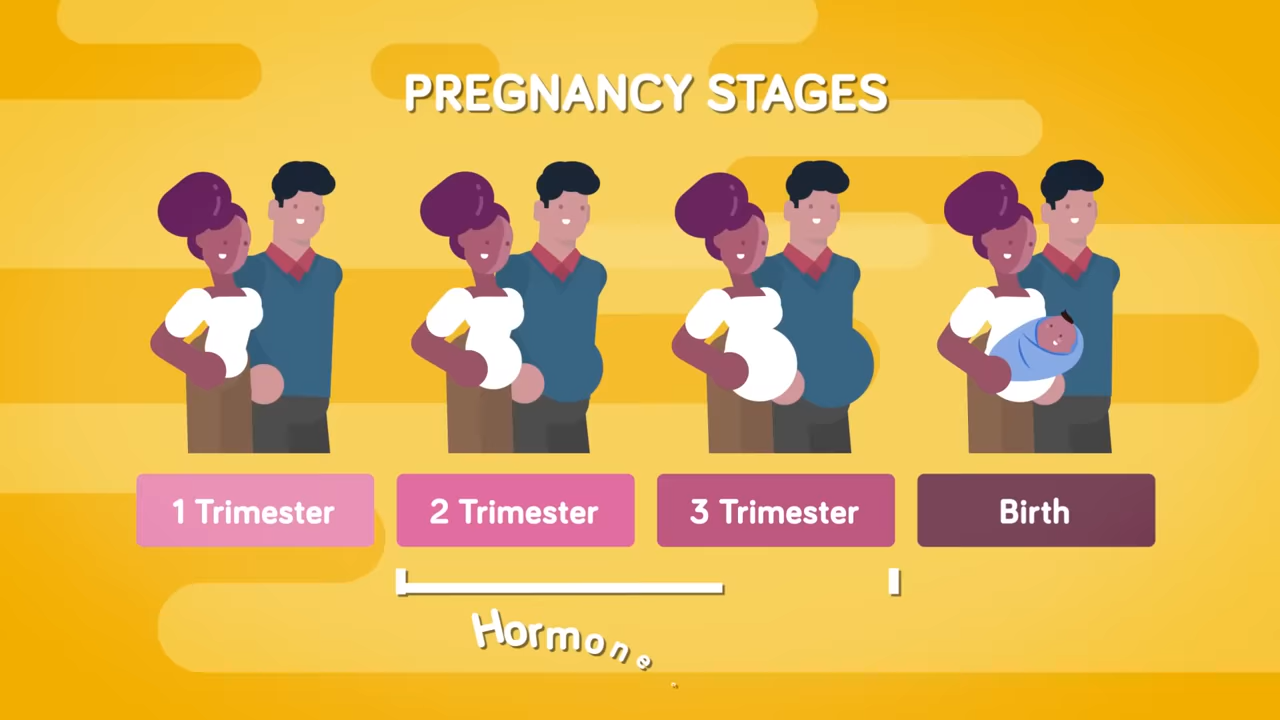 PREGNANCY STAGES
1 Trimester
2 Trimester
3 Trimester
Birth
Hormone